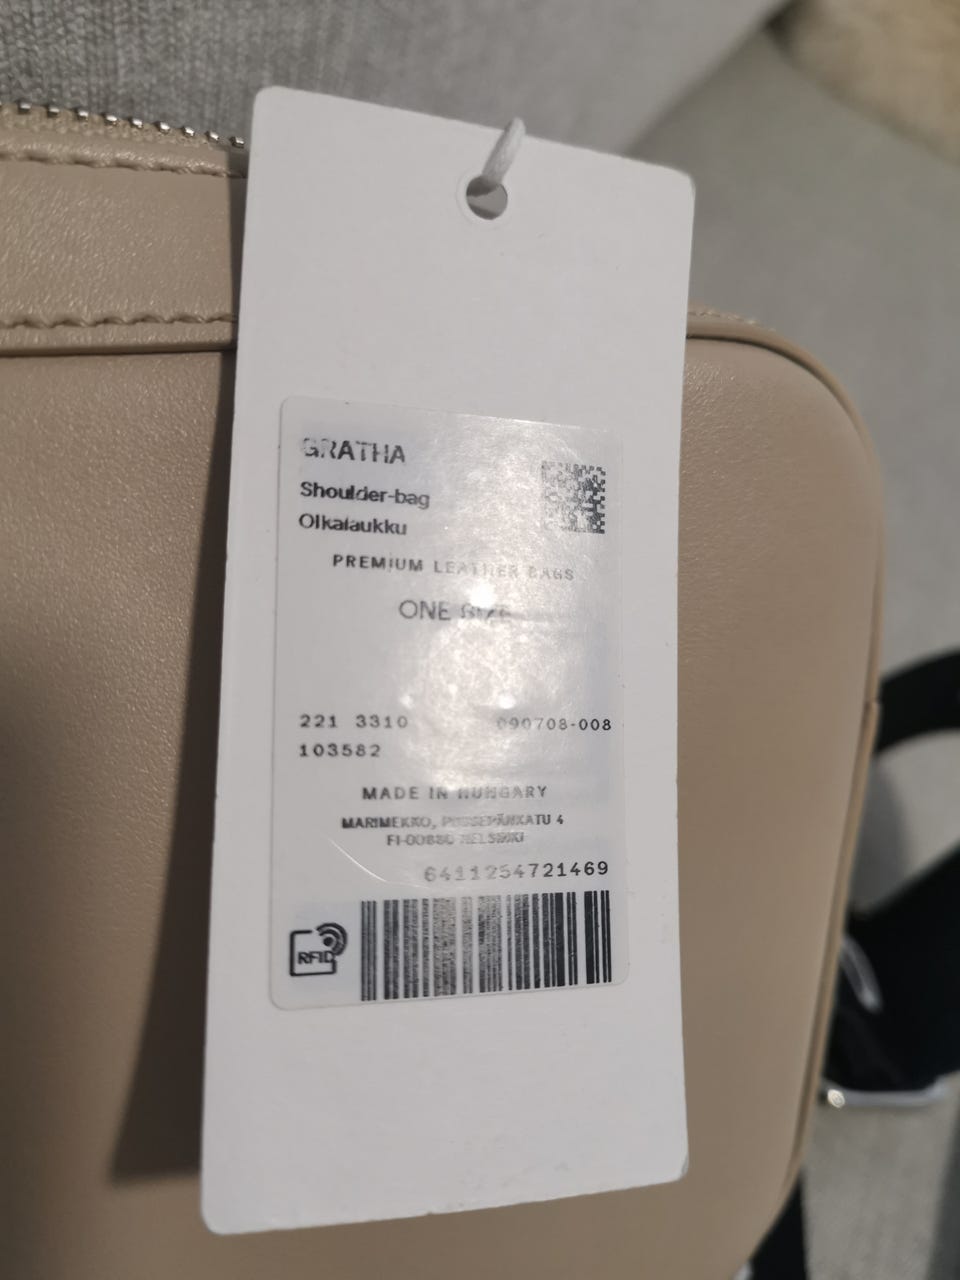 GRATHA
Shoulder-bag
Olkalaukku
PREMIUM LEATHER BAGS
ONE SIZE
221 3310 090708-008
103582
MADE IN HUNGARY
MARIMEKKO, PUUSEPÄNKATU 4
FI-00880 HELSINKI
6411254721469
RFID